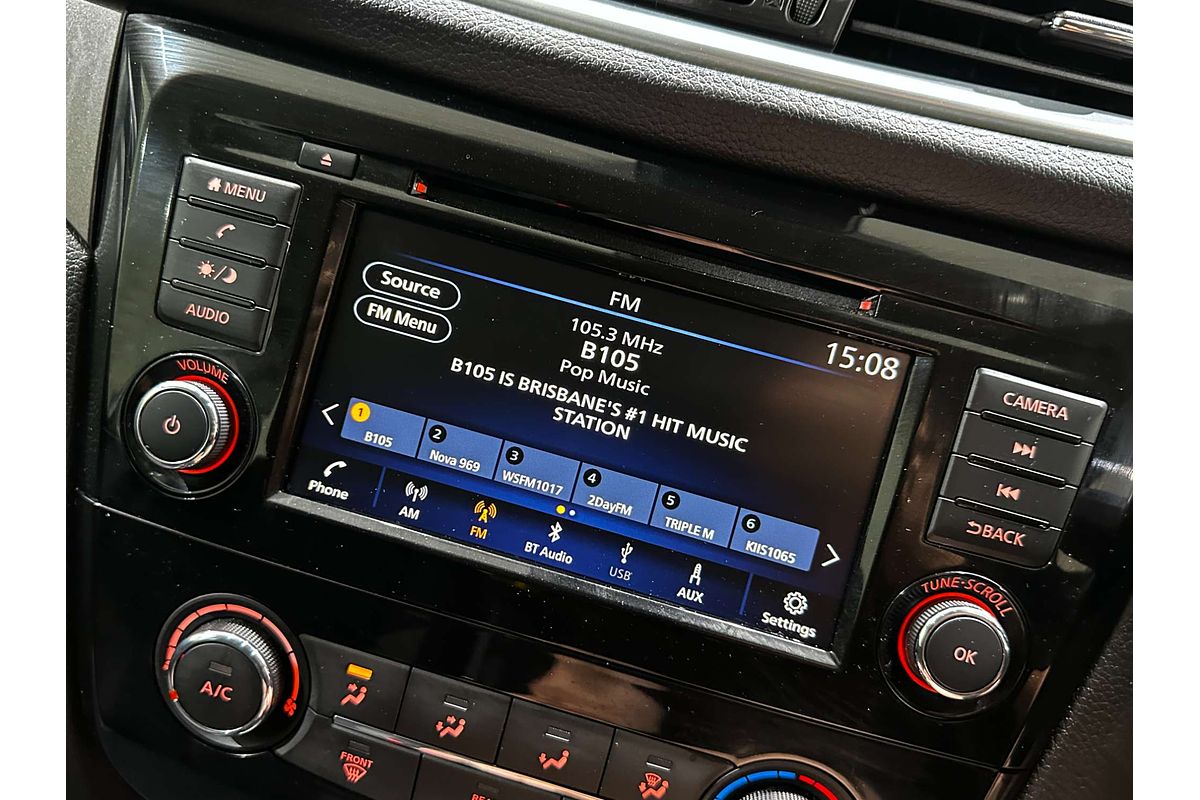 MENU
AUDIO
VOLUME
Source
FM Menu
FM
15:08
105.3 MHz
B105
Pop Music
B105 IS BRISBANE'S #1 HIT MUSIC
STATION
1 B105
2 Nova 969
3 WSFM1017
4 2DayFM
5 TRIPLE M
6 KIIS1065
Phone
AM
FM
BT Audio
USB
AUX
Settings
CAMERA
BACK
TUNE·SCROLL
OK
A/C
FRONT